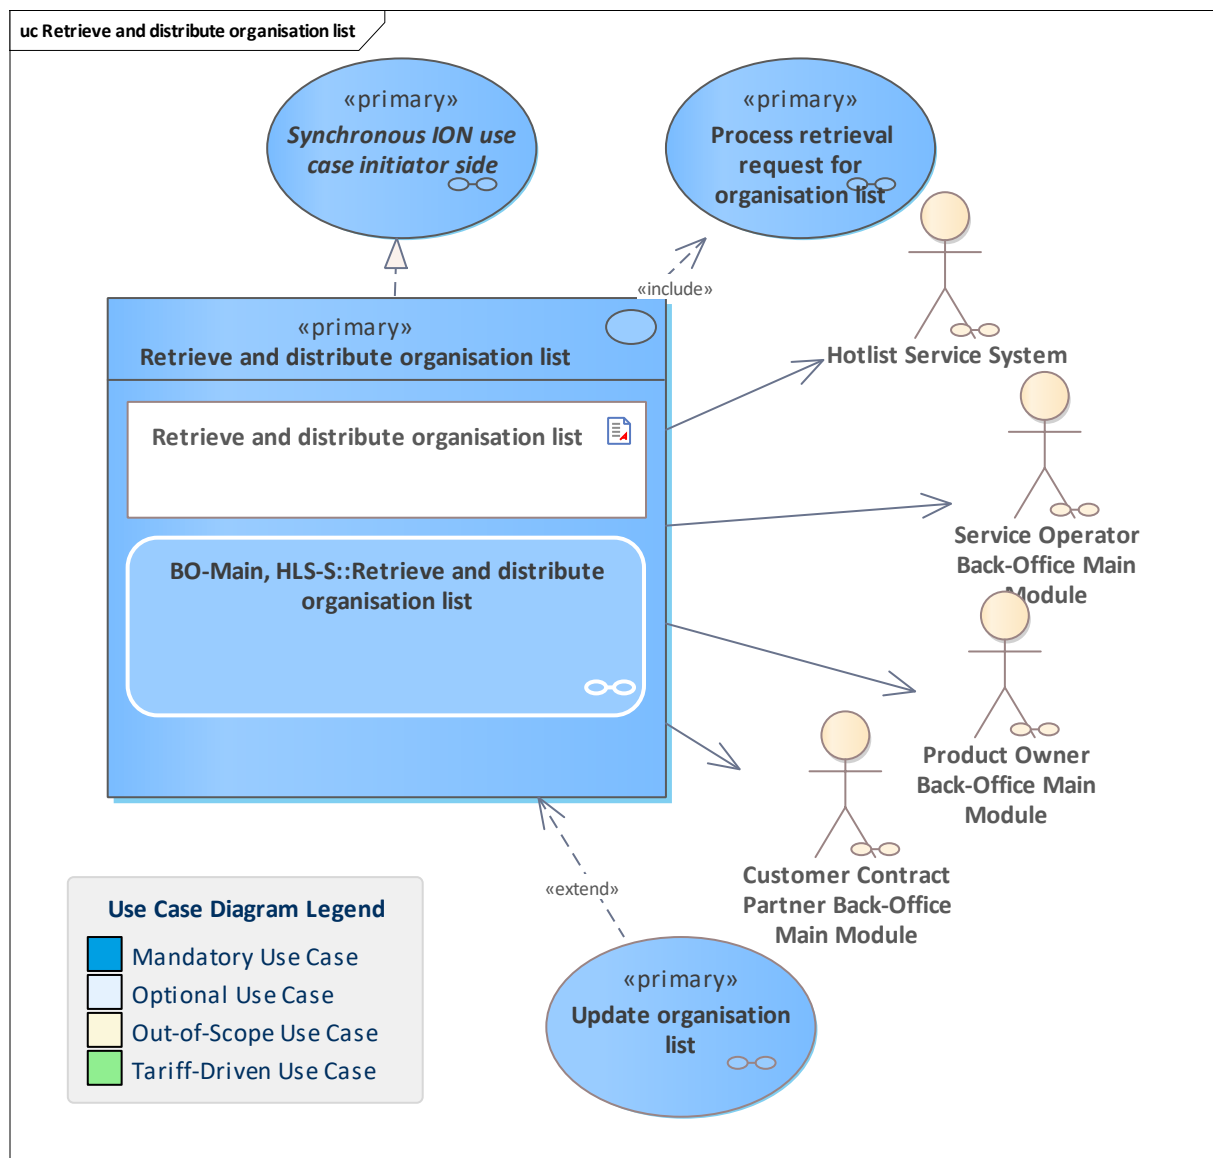 uc Retrieve and distribute organisation list
«primary»
Synchronous ION use
case initiator side
«primary»
Process retrieval
request for
organisation list
«include»
«primary»
Retrieve and distribute organisation list
Retrieve and distribute organisation list
BO-Main, HLS-S::Retrieve and distribute
organisation list
Hotlist Service System
Service Operator
Back-Office Main
Module
Product Owner
Back-Office Main
Module
Customer Contract
Partner Back-Office
Main Module
«extend»
«primary»
Update organisation
list
Use Case Diagram Legend
Mandatory Use Case
Optional Use Case
Out-of-Scope Use Case
Tariff-Driven Use Case